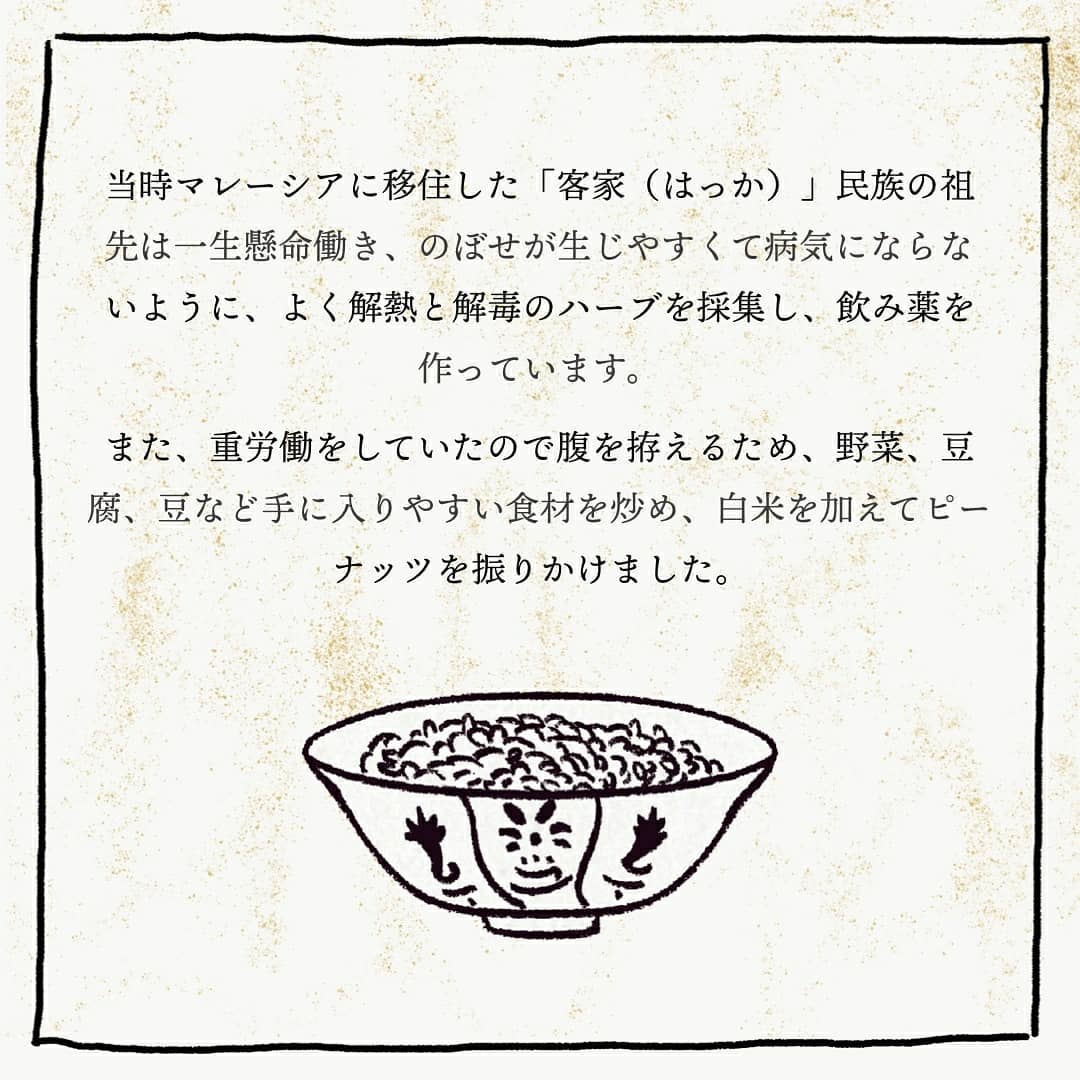 当時マレーシアに移住した「客家（はっか）」民族の祖
先は一生懸命働き、のぼせが生じやすくて病気にならな
いように、よく解熱と解毒のハーブを採集し、飲み薬を
作っています。
また、重労働をしていたので腹を拵えるため、野菜、豆
腐、豆など手に入りやすい食材を炒め、白米を加えてピー
ナッツを振りかけました。